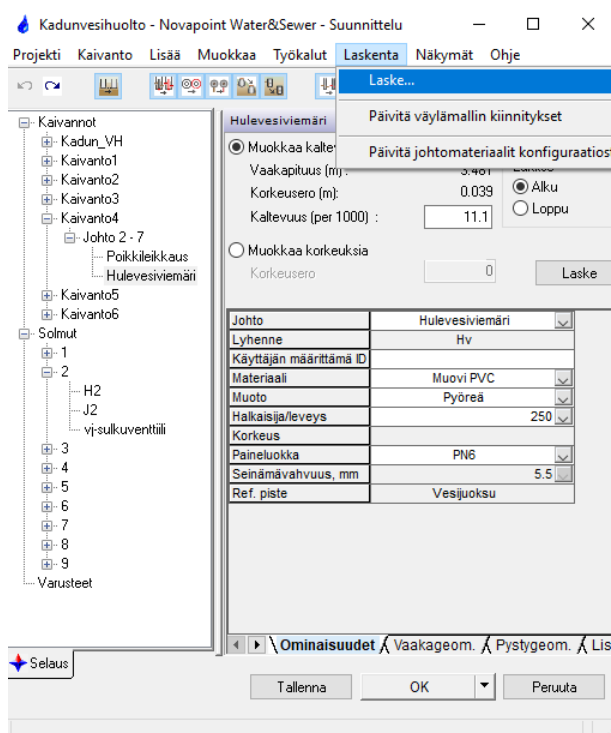 Kadunvesihuolto - Novapoint Water&Sewer - Suunnittelu
Projekti Kaivanto Lisää Muokkaa Työkalut Laskenta Näkymät Ohje
Laske...
Päivitä väylämallin kiinnitykset
Päivitä johtomateriaalit konfiguraatiost
Kaivannot
Kadun_VH
Kaivanto1
Kaivanto2
Kaivanto3
Kaivanto4
Johto 2 - 7
Poikkileikkaus
Hulevesiviemäri
Kaivanto5
Kaivanto6
Solmut
1
2
H2
J2
vj-sulkuventtiili
3
4
5
6
7
8
9
Varusteet
Selaus
Hulevesiviemäri
Muokkaa kalte
Vaakapituus (m) :
Korkeusero (m): 0.039
Kaltevuus (per 1000) : 11.1
Alku
Loppu
Muokkaa korkeuksia
Korkeusero 0
Laske
Johto Hulevesiviemäri
Lyhenne Hv
Käyttäjän määrittämä ID
Materiaali Muovi PVC
Muoto Pyöreä
Halkaisija/leveys 250
Korkeus
Paineluokka PN6
Seinämävahvuus, mm 5.5
Ref. piste Vesijuoksu
Ominaisuudet Vaakageom. Pystygeom. Lis
Tallenna OK Peruuta